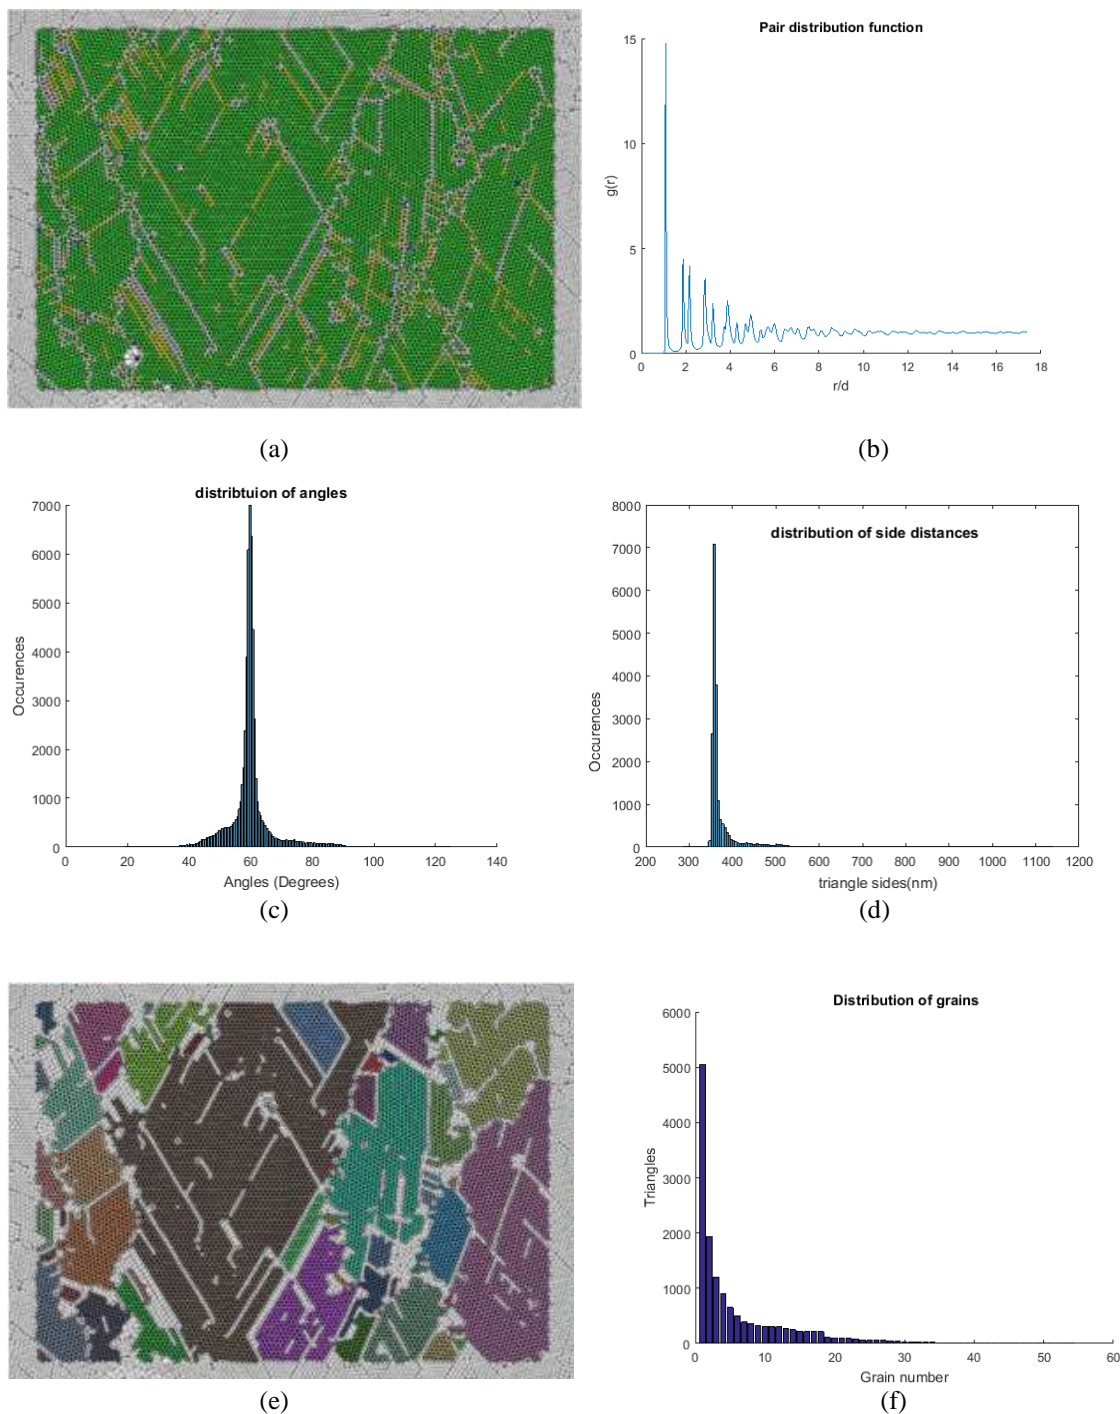 Pair distribution function
15
10
5
0
g(r)
0 2 4 6 8 10 12 14 16 18
r/d
(a)
(b)
distribtuion of angles
7000
6000
5000
4000
3000
2000
1000
0
Occurences
0 20 40 60 80 100 120 140
Angles (Degrees)
(c)
distribution of side distances
8000
7000
6000
5000
4000
3000
2000
1000
0
Occurences
200 300 400 500 600 700 800 900 1000 1100 1200
triangle sides(nm)
(d)
(e)
Distribution of grains
6000
5000
4000
3000
2000
1000
0
Triangles
0 10 20 30 40 50 60
Grain number
(f)